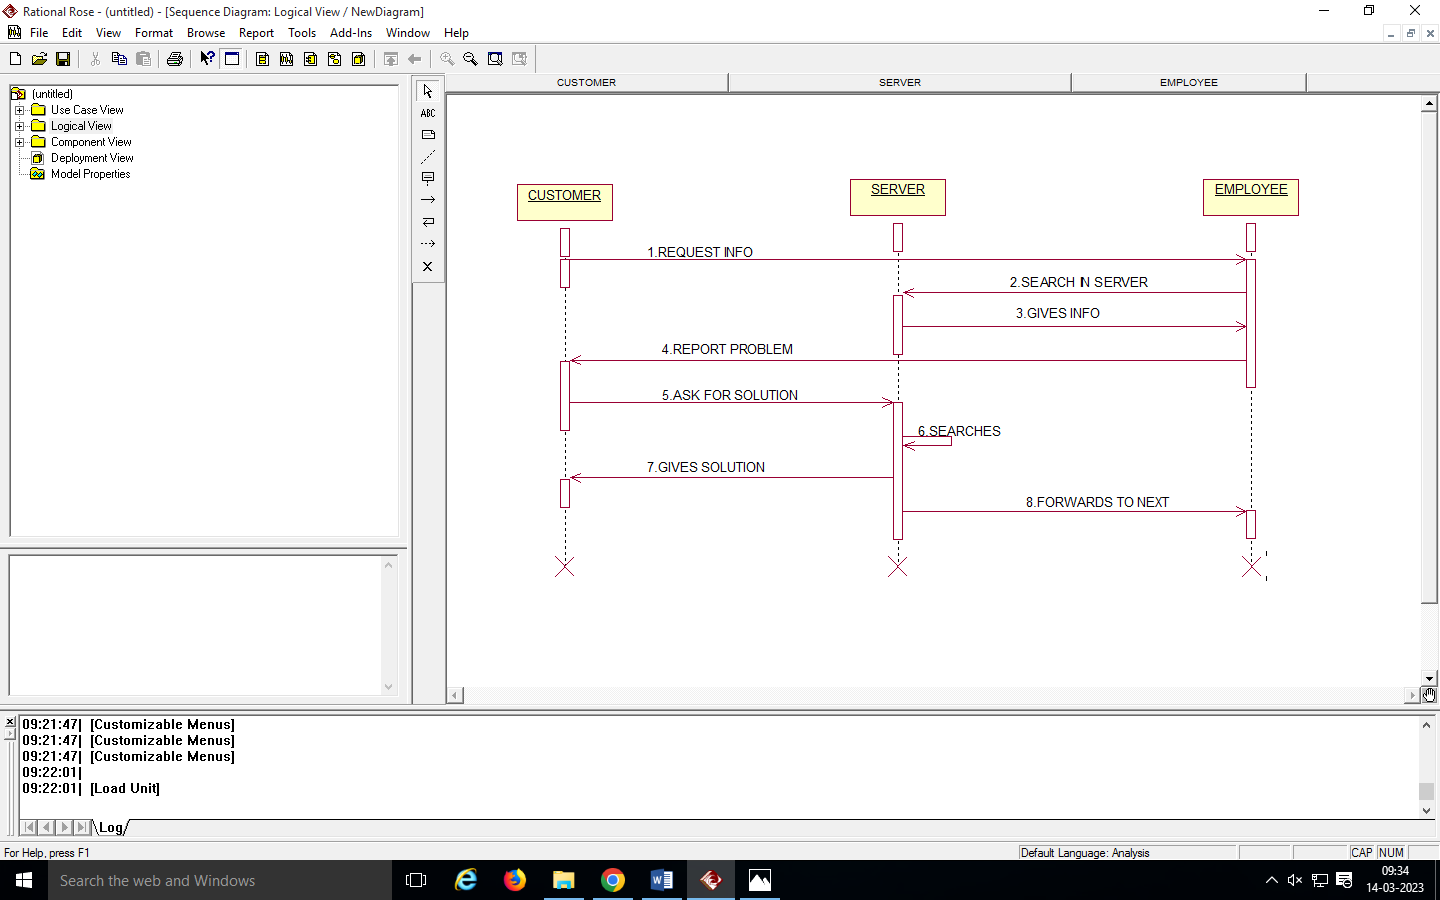 Rational Rose - (untitled) - [Sequence Diagram: Logical View / NewDiagram]
File Edit View Format Browse Report Tools Add-Ins Window Help
CUSTOMER SERVER EMPLOYEE
(untitled)
Use Case View
Logical View
Component View
Deployment View
Model Properties
ABC
CUSTOMER
SERVER
EMPLOYEE
1.REQUEST INFO
2.SEARCH IN SERVER
3.GIVES INFO
4.REPORT PROBLEM
5.ASK FOR SOLUTION
6.SEARCHES
7.GIVES SOLUTION
8.FORWARDS TO NEXT
09:21:47| [Customizable Menus]
09:21:47| [Customizable Menus]
09:21:47| [Customizable Menus]
09:22:01|
09:22:01| [Load Unit]
Log
For Help, press F1
Default Language: Analysis
CAP NUM
Search the web and Windows
09:34
14-03-2023